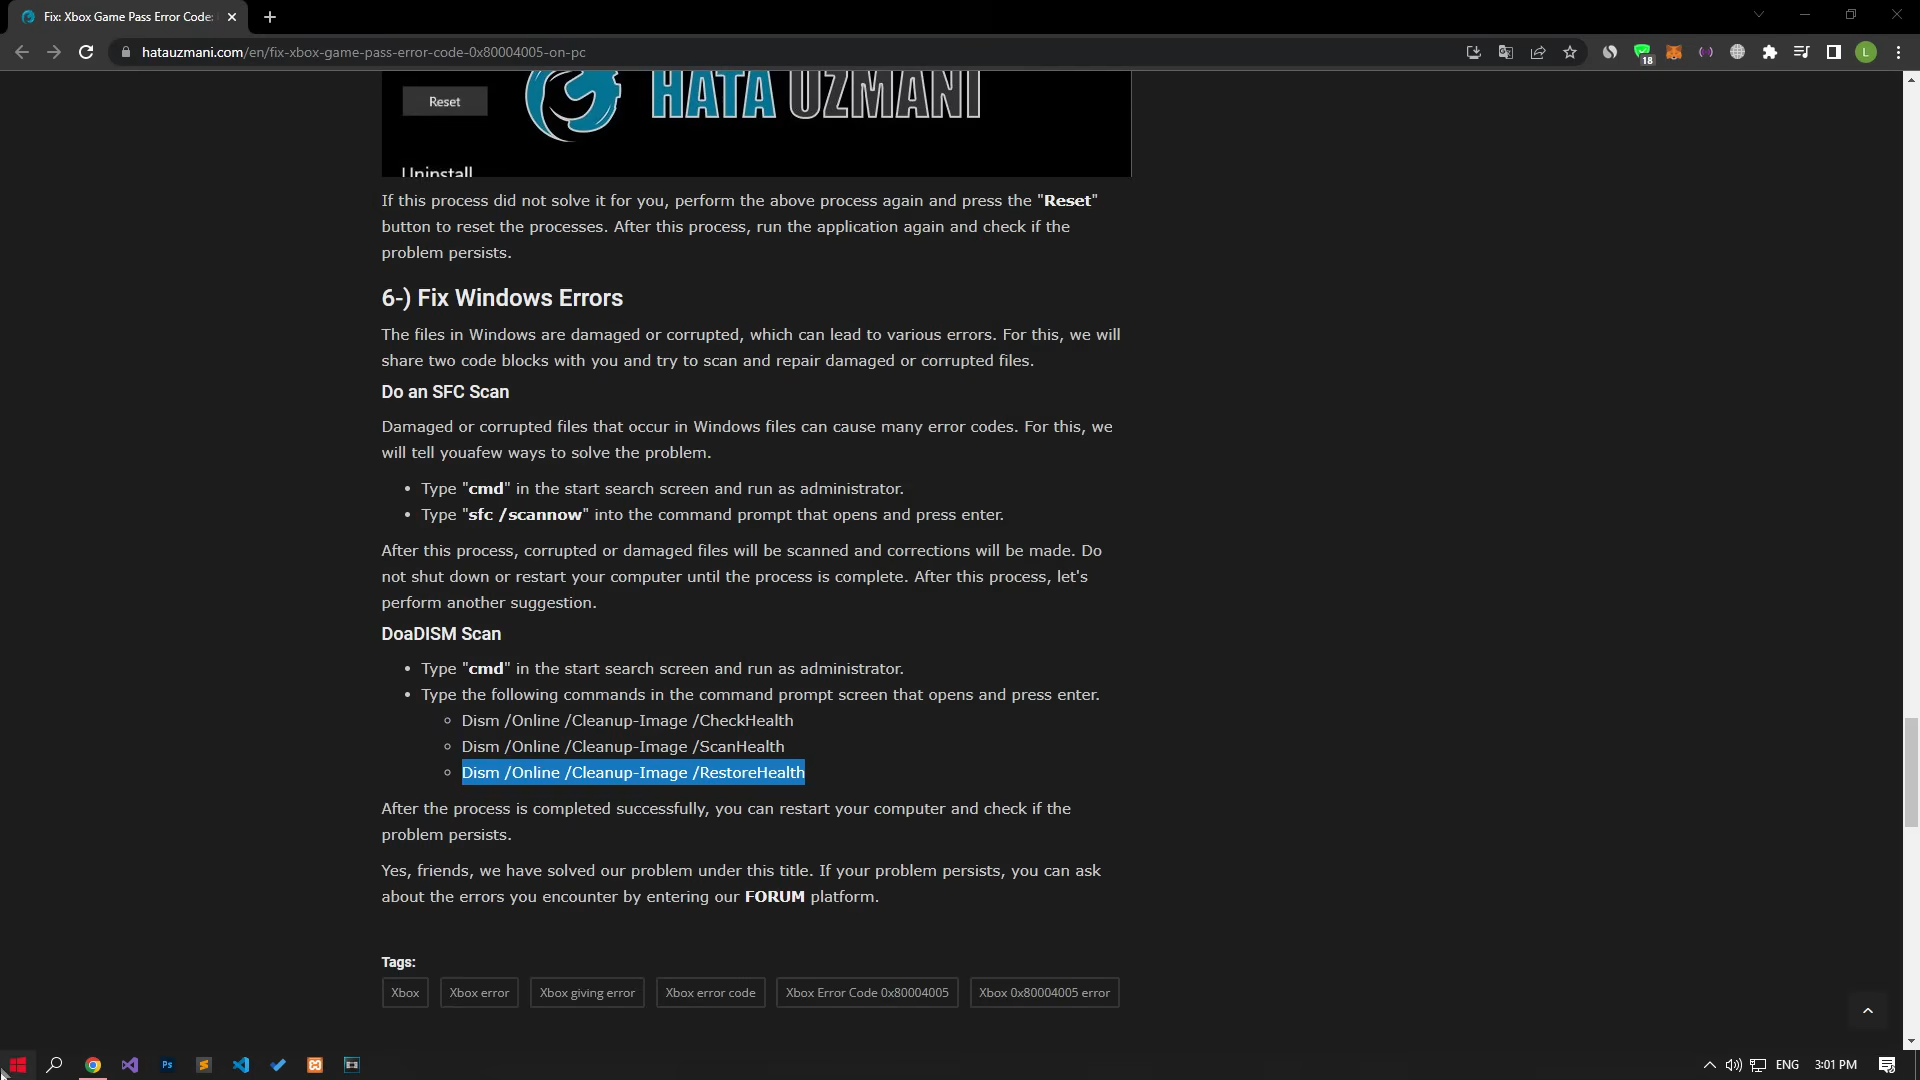 Fix: Xbox Game Pass Error Code:
hatauzmani.com/en/fix-xbox-game-pass-error-code-0x80004005-on-pc
18
L
Reset
HATA UZMANI
Uninstall
If this process did not solve it for you, perform the above process again and press the "Reset"
button to reset the processes. After this process, run the application again and check if the
problem persists.
6-) Fix Windows Errors
The files in Windows are damaged or corrupted, which can lead to various errors. For this, we will
share two code blocks with you and try to scan and repair damaged or corrupted files.
Do an SFC Scan
Damaged or corrupted files that occur in Windows files can cause many error codes. For this, we
will tell youafew ways to solve the problem.
• Type "cmd" in the start search screen and run as administrator.
• Type "sfc /scannow" into the command prompt that opens and press enter.
After this process, corrupted or damaged files will be scanned and corrections will be made. Do
not shut down or restart your computer until the process is complete. After this process, let's
perform another suggestion.
DoaDISM Scan
• Type "cmd" in the start search screen and run as administrator.
• Type the following commands in the command prompt screen that opens and press enter.
◦ Dism /Online /Cleanup-Image /CheckHealth
◦ Dism /Online /Cleanup-Image /ScanHealth
◦ Dism /Online /Cleanup-Image /RestoreHealth
After the process is completed successfully, you can restart your computer and check if the
problem persists.
Yes, friends, we have solved our problem under this title. If your problem persists, you can ask
about the errors you encounter by entering our FORUM platform.
Tags:
Xbox Xbox error Xbox giving error Xbox error code Xbox Error Code 0x80004005 Xbox 0x80004005 error
Ps
ENG 3:01 PM